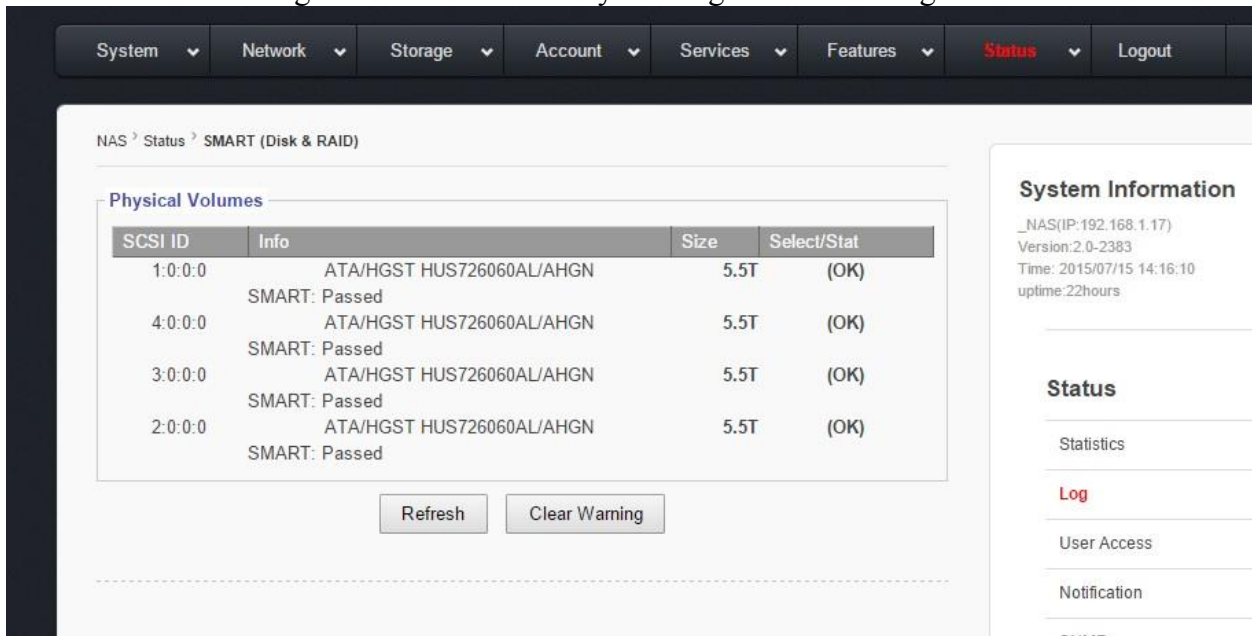 System Network Storage Account Services Features Status Logout
NAS > Status > SMART (Disk & RAID)
Physical Volumes
SCSI ID Info Size Select/Stat
1:0:0:0 ATA/HGST HUS726060AL/AHGN 5.5T (OK)
SMART: Passed
4:0:0:0 ATA/HGST HUS726060AL/AHGN 5.5T (OK)
SMART: Passed
3:0:0:0 ATA/HGST HUS726060AL/AHGN 5.5T (OK)
SMART: Passed
2:0:0:0 ATA/HGST HUS726060AL/AHGN 5.5T (OK)
SMART: Passed
Refresh Clear Warning
System Information
_NAS(IP:192.168.1.17)
Version:2.0-2383
Time: 2015/07/15 14:16:10
uptime:22hours
Status
Statistics
Log
User Access
Notification